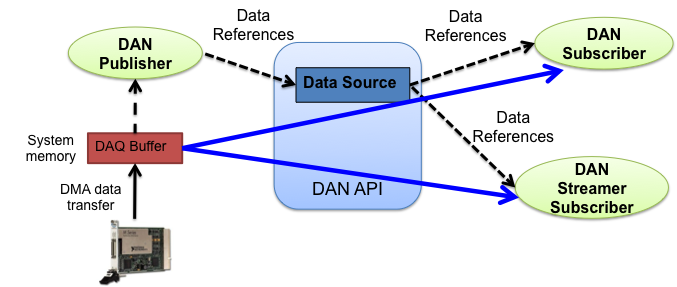 Data
References
DAN
Publisher
Data Source
Data
References
DAN
Subscriber
System
memory
DAQ Buffer
Data
References
DMA data
transfer
DAN API
DAN
Streamer
Subscriber